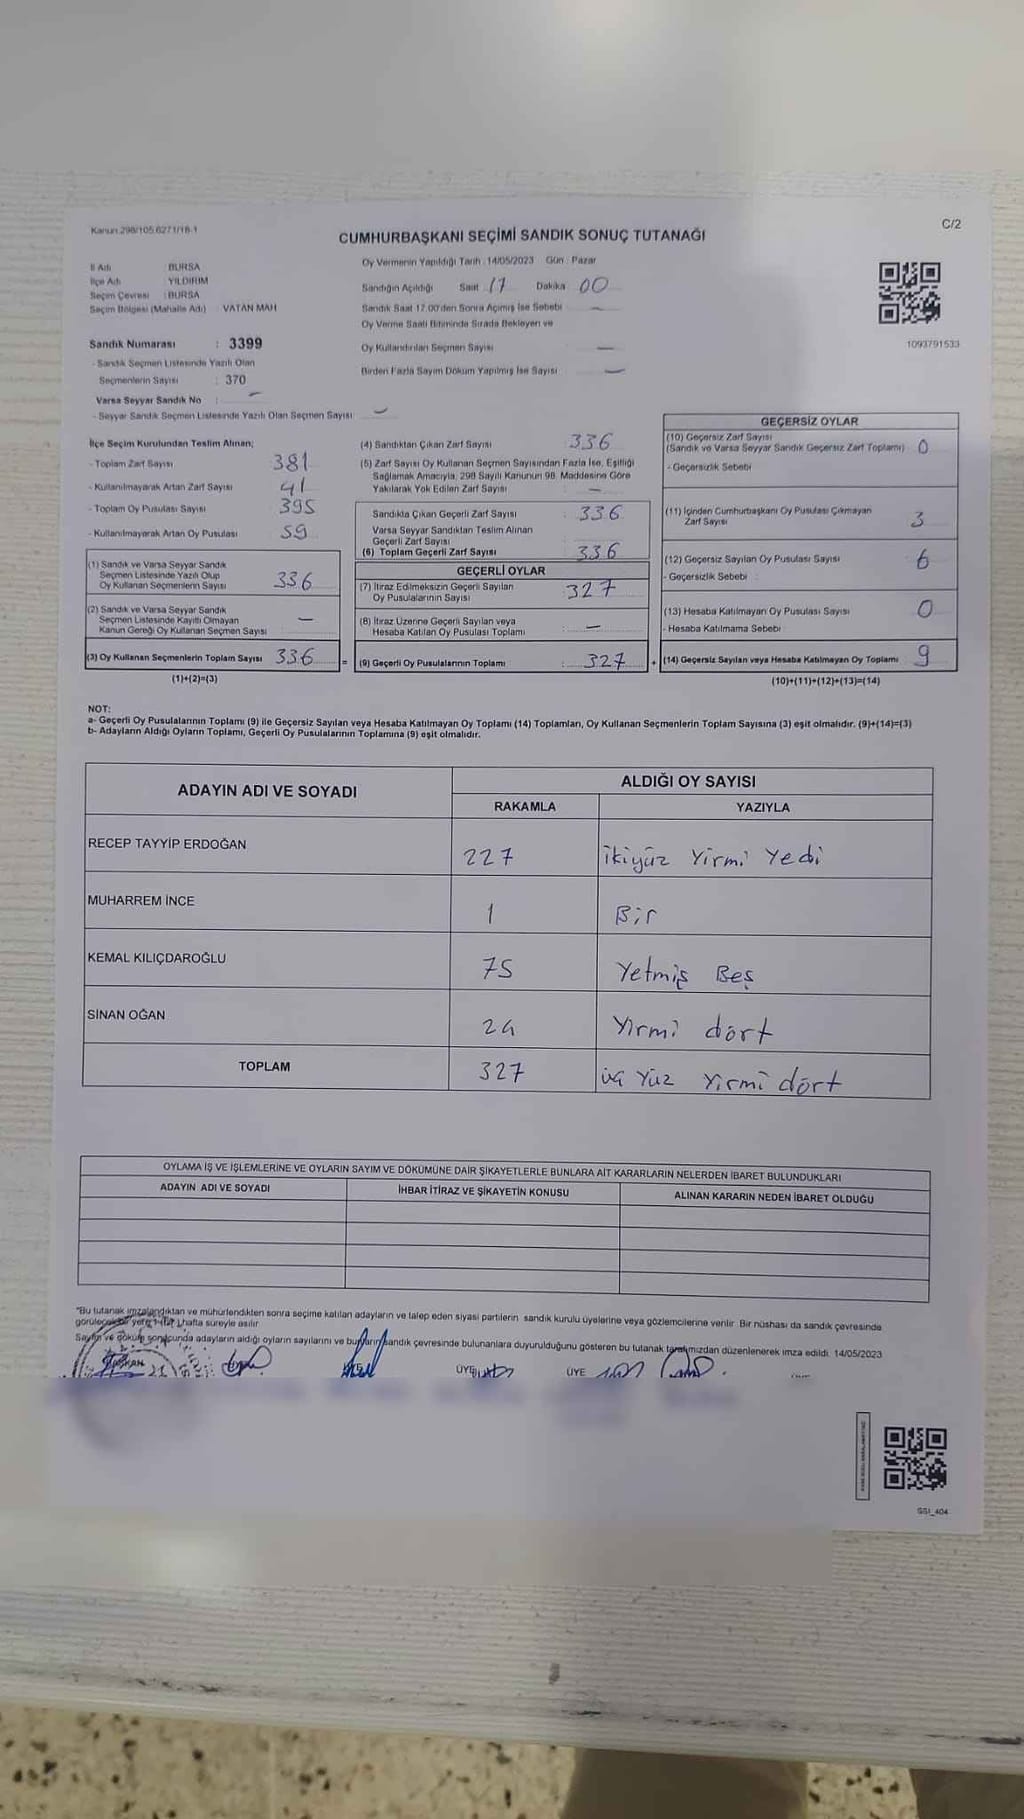 Kanun 298/105,6271/18-1
C/2
CUMHURBAŞKANI SEÇİMİ SANDIK SONUÇ TUTANAĞI
İl Adı : BURSA
İlçe Adı : YILDIRIM
Seçim Çevresi : BURSA
Seçim Bölgesi (Mahalle Adı) : VATAN MAH
Sandık Numarası : 3399
- Sandık Seçmen Listesinde Yazılı Olan
Seçmenlerin Sayısı : 370
Varsa Seyyar Sandık No : -
- Seyyar Sandık Seçmen Listesinde Yazılı Olan Seçmen Sayısı : -
Oy Vermenin Yapıldığı Tarih : 14/05/2023 Gün : Pazar
Sandığın Açıldığı Saat : 17 Dakika 00
Sandık Saat 17.00'den Sonra Açılmış İse Sebebi : -
Oy Verme Saati Bitiminde Sırada Bekleyen ve
Oy Kullandırılan Seçmen Sayısı : -
Birden Fazla Sayım Döküm Yapılmış İse Sayısı : -
1093791533
İlçe Seçim Kurulundan Teslim Alınan;
- Toplam Zarf Sayısı : 381
- Kullanılmayarak Artan Zarf Sayısı : 41
- Toplam Oy Pusulası Sayısı : 395
- Kullanılmayarak Artan Oy Pusulası : 59
(1) Sandık ve Varsa Seyyar Sandık
Seçmen Listesinde Yazılı Olup
Oy Kullanan Seçmenlerin Sayısı : 336
(2) Sandık ve Varsa Seyyar Sandık
Seçmen Listesinde Kayıtlı Olmayan
Kanun Gereği Oy Kullanan Seçmen Sayısı : -
(3) Oy Kullanan Seçmenlerin Toplam Sayısı : 336
(1)+(2)=(3)
(4) Sandıktan Çıkan Zarf Sayısı : 336
(5) Zarf Sayısı Oy Kullanan Seçmen Sayısından Fazla İse, Eşitliği
Sağlamak Amacıyla, 298 Sayılı Kanunun 98. Maddesine Göre
Yakılarak Yok Edilen Zarf Sayısı : -
Sandıkta Çıkan Geçerli Zarf Sayısı : 336
Varsa Seyyar Sandıktan Teslim Alınan
Geçerli Zarf Sayısı :
(6) Toplam Geçerli Zarf Sayısı : 336
GEÇERLİ OYLAR
(7) İtiraz Edilmeksizin Geçerli Sayılan
Oy Pusulalarının Sayısı : 327
(8) İtiraz Üzerine Geçerli Sayılan veya
Hesaba Katılan Oy Pusulası Toplamı : -
= (9) Geçerli Oy Pusulalarının Toplamı : 327 +
GEÇERSİZ OYLAR
(10) Geçersiz Zarf Sayısı
(Sandık ve Varsa Seyyar Sandık Geçersiz Zarf Toplamı) : 0
- Geçersizlik Sebebi :
(11) İçinden Cumhurbaşkanı Oy Pusulası Çıkmayan
Zarf Sayısı : 3
(12) Geçersiz Sayılan Oy Pusulası Sayısı : 6
- Geçersizlik Sebebi :
(13) Hesaba Katılmayan Oy Pusulası Sayısı : 0
- Hesaba Katılmama Sebebi :
(14) Geçersiz Sayılan veya Hesaba Katılmayan Oy Toplamı : 9
(10)+(11)+(12)+(13)=(14)
NOT:
a- Geçerli Oy Pusulalarının Toplamı (9) ile Geçersiz Sayılan veya Hesaba Katılmayan Oy Toplamı (14) Toplamları, Oy Kullanan Seçmenlerin Toplam Sayısına (3) eşit olmalıdır. (9)+(14)=(3)
b- Adayların Aldığı Oyların Toplamı, Geçerli Oy Pusulalarının Toplamına (9) eşit olmalıdır.
ADAYIN ADI VE SOYADI ALDIĞI OY SAYISI
RAKAMLA YAZIYLA
RECEP TAYYİP ERDOĞAN 227 ikiyüz Yirmi Yedi
MUHARREM İNCE 1 Bir
KEMAL KILIÇDAROĞLU 75 Yetmiş Beş
SİNAN OĞAN 24 Yirmi dört
TOPLAM 327 üç Yüz Yirmi dört
OYLAMA İŞ VE İŞLEMLERİNE VE OYLARIN SAYIM VE DÖKÜMÜNE DAİR ŞİKAYETLERLE BUNLARA AİT KARARLARIN NELERDEN İBARET BULUNDUKLARI
ADAYIN ADI VE SOYADI İHBAR İTİRAZ VE ŞİKAYETİN KONUSU ALINAN KARARIN NEDEN İBARET OLDUĞU
"Bu tutanak imzalandıktan ve mühürlendikten sonra seçime katılan adayların ve talep eden siyasi partilerin sandık kurulu üyelerine veya gözlemcilerine verilir. Bir nüshası da sandık çevresinde
görülecek bir yere 1 (bir) hafta süreyle asılır
Sayım ve döküm sonucunda adayların aldığı oyların sayılarını ve bunların sandık çevresinde bulunanlara duyurulduğunu gösteren bu tutanak tarafımızdan düzenlenerek imza edildi. 14/05/2023
BAŞKAN ÜYE ÜYE ÜYE
SSI_404